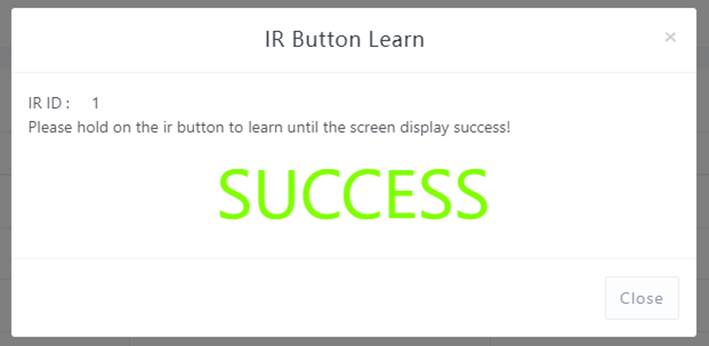 IR Button Learn
×
IR ID : 1
Please hold on the ir button to learn until the screen display success!
SUCCESS
Close